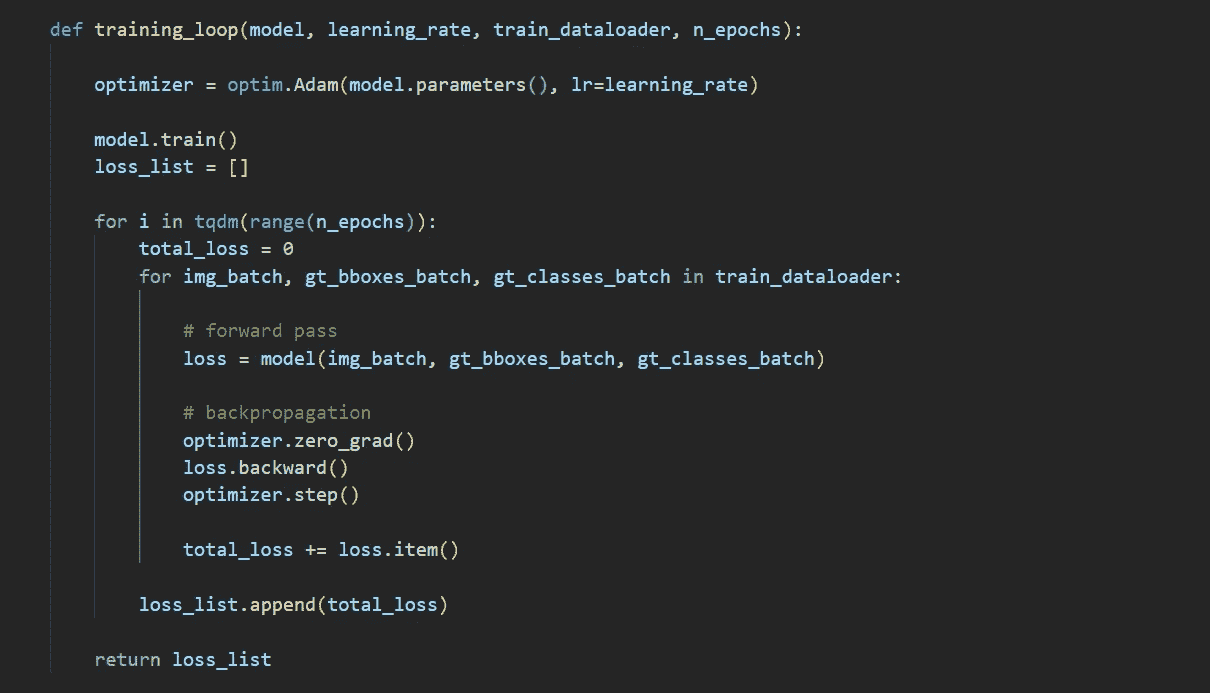 def training_loop(model, learning_rate, train_dataloader, n_epochs):
optimizer = optim.Adam(model.parameters(), lr=learning_rate)
model.train()
loss_list = []
for i in tqdm(range(n_epochs)):
total_loss = 0
for img_batch, gt_bboxes_batch, gt_classes_batch in train_dataloader:
# forward pass
loss = model(img_batch, gt_bboxes_batch, gt_classes_batch)
# backpropagation
optimizer.zero_grad()
loss.backward()
optimizer.step()
total_loss += loss.item()
loss_list.append(total_loss)
return loss_list